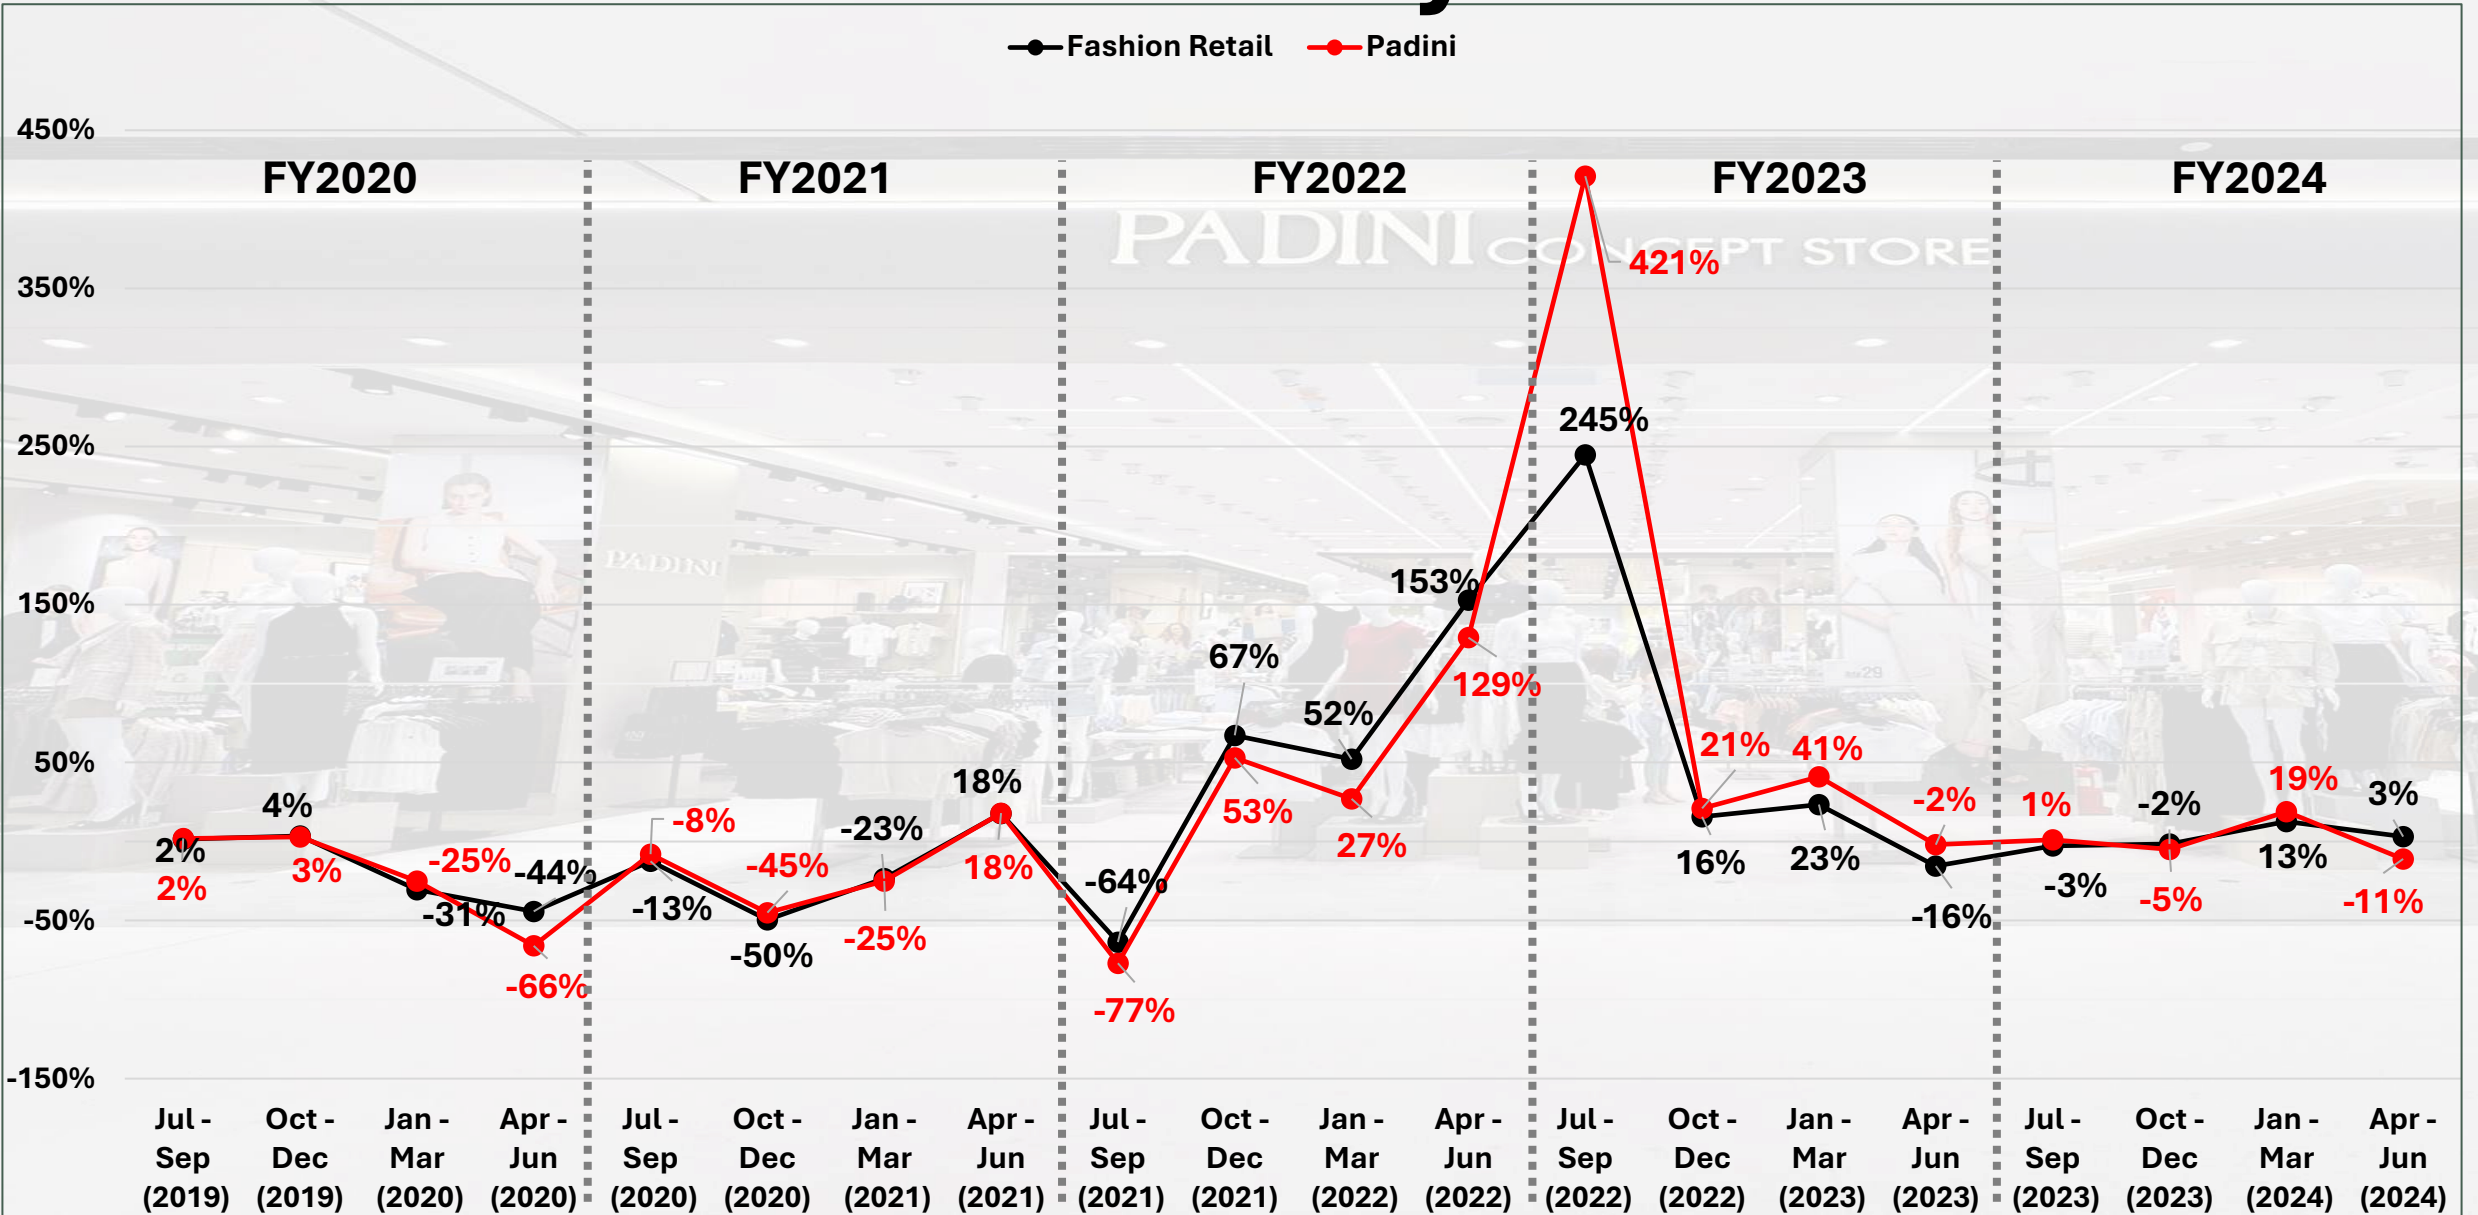 Fashion Retail
Padini
450%
350%
250%
150%
50%
-50%
-150%
FY2020
FY2021
FY2022
FY2023
FY2024
PADINI CONCEPT STORE
PADINI
2%
4%
-31%
-44%
-13%
-50%
-23%
18%
-64%
67%
52%
153%
245%
16%
23%
-16%
-3%
-2%
13%
3%
2%
3%
-25%
-66%
-8%
-45%
-25%
18%
-77%
53%
27%
129%
421%
21%
41%
-2%
1%
-5%
19%
-11%
Jul -
Sep
(2019)
Oct -
Dec
(2019)
Jan -
Mar
(2020)
Apr -
Jun
(2020)
Jul -
Sep
(2020)
Oct -
Dec
(2020)
Jan -
Mar
(2021)
Apr -
Jun
(2021)
Jul -
Sep
(2021)
Oct -
Dec
(2021)
Jan -
Mar
(2022)
Apr -
Jun
(2022)
Jul -
Sep
(2022)
Oct -
Dec
(2022)
Jan -
Mar
(2023)
Apr -
Jun
(2023)
Jul -
Sep
(2023)
Oct -
Dec
(2023)
Jan -
Mar
(2024)
Apr -
Jun
(2024)